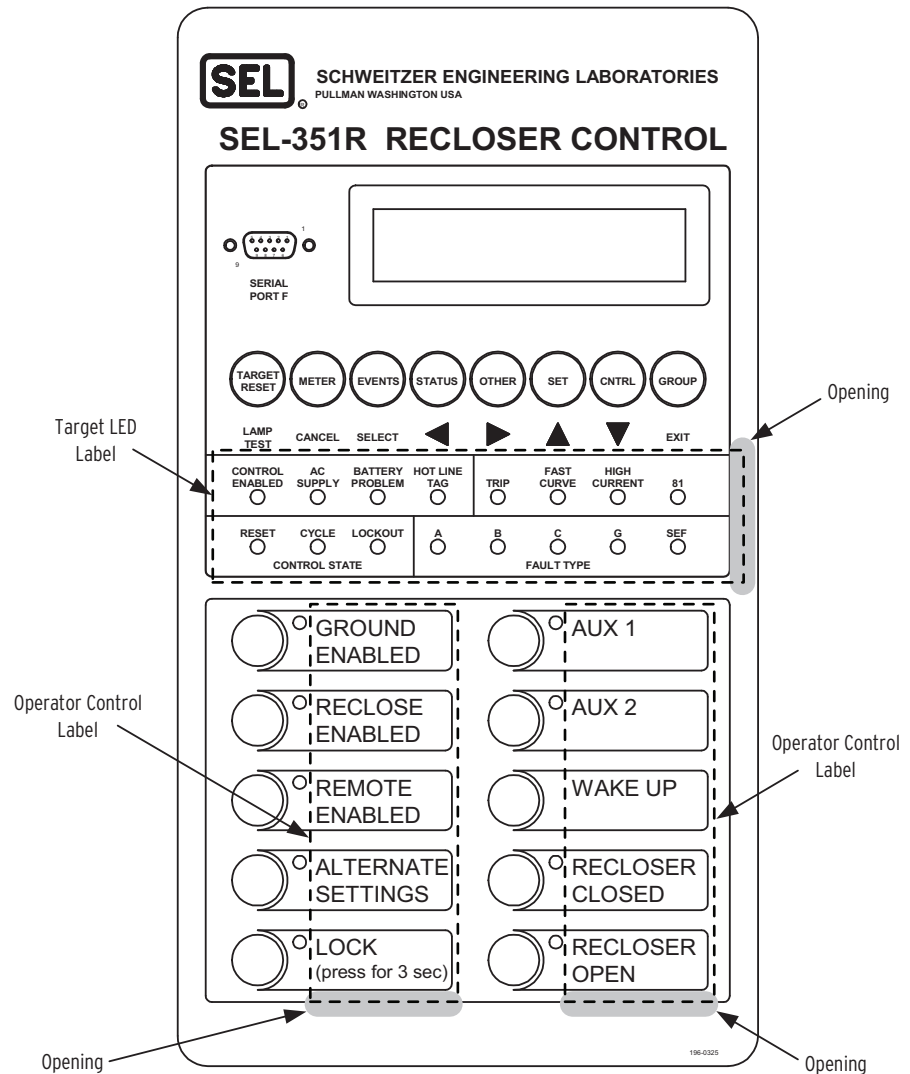 SEL
®
SCHWEITZER ENGINEERING LABORATORIES
PULLMAN WASHINGTON USA
SEL-351R RECLOSER CONTROL
1
9
SERIAL
PORT F
TARGET
RESET
METER
EVENTS
STATUS
OTHER
SET
CNTRL
GROUP
LAMP
TEST
CANCEL
SELECT
EXIT
Opening
Target LED
Label
CONTROL
ENABLED
AC
SUPPLY
BATTERY
PROBLEM
HOT LINE
TAG
TRIP
FAST
CURVE
HIGH
CURRENT
81
RESET
CYCLE
LOCKOUT
CONTROL STATE
A
B
C
G
SEF
FAULT TYPE
GROUND
ENABLED
RECLOSE
ENABLED
REMOTE
ENABLED
ALTERNATE
SETTINGS
LOCK
(press for 3 sec)
AUX 1
AUX 2
WAKE UP
RECLOSER
CLOSED
RECLOSER
OPEN
Operator Control
Label
Operator Control
Label
Opening
196-0325
Opening